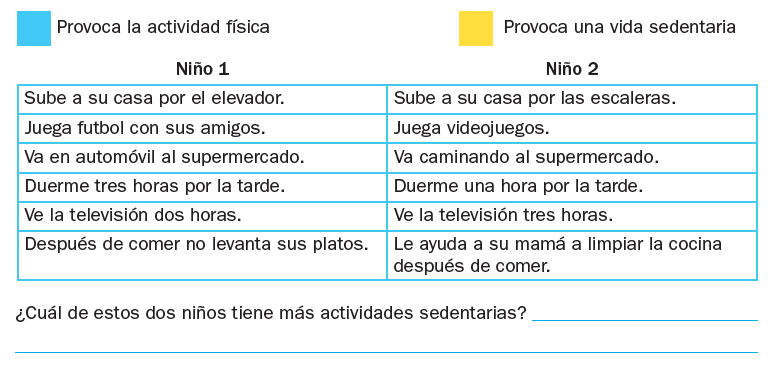 Provoca la actividad física
Provoca una vida sedentaria
Niño 1
Niño 2
Sube a su casa por el elevador.
Sube a su casa por las escaleras.
Juega futbol con sus amigos.
Juega videojuegos.
Va en automóvil al supermercado.
Va caminando al supermercado.
Duerme tres horas por la tarde.
Duerme una hora por la tarde.
Ve la televisión dos horas.
Ve la televisión tres horas.
Después de comer no levanta sus platos.
Le ayuda a su mamá a limpiar la cocina
después de comer.
¿Cuál de estos dos niños tiene más actividades sedentarias?